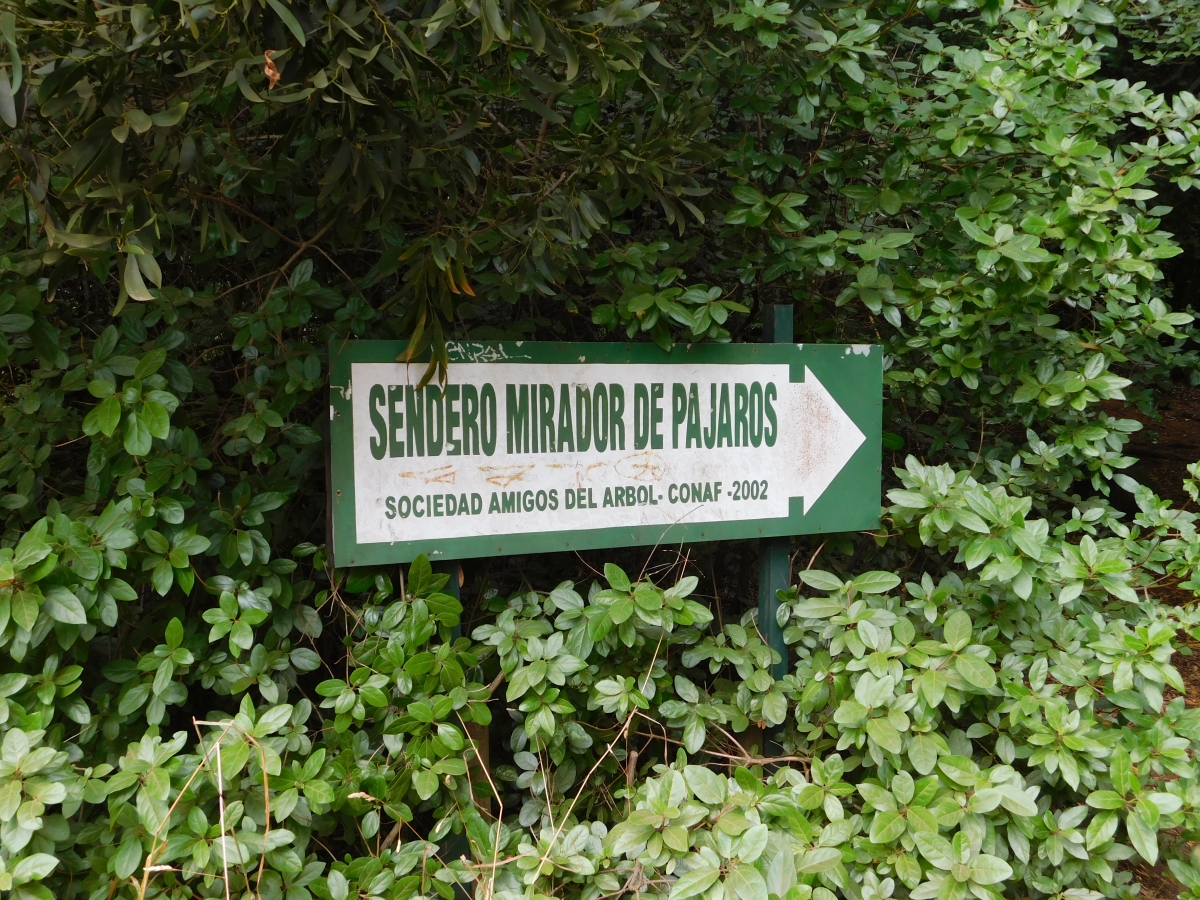 SENDERO MIRADOR DE PAJAROS
SOCIEDAD AMIGOS DEL ARBOL- CONAF -2002